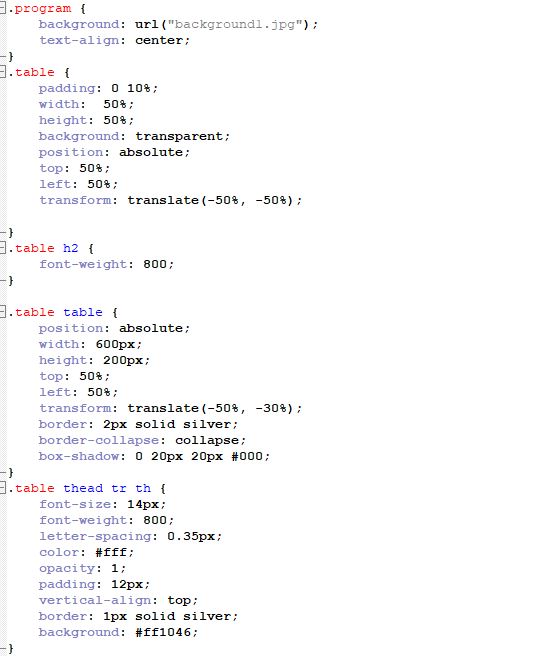 .program {
background: url("background1.jpg");
text-align: center;
}
.table {
padding: 0 10%;
width:  50%;
height: 50%;
background: transparent;
position: absolute;
top: 50%;
left: 50%;
transform: translate(-50%, -50%);
}
.table h2 {
font-weight: 800;
}
.table table {
position: absolute;
width: 600px;
height: 200px;
top: 50%;
left: 50%;
transform: translate(-50%, -30%);
border: 2px solid silver;
border-collapse: collapse;
box-shadow: 0 20px 20px #000;
}
.table thead tr th {
font-size: 14px;
font-weight: 800;
letter-spacing: 0.35px;
color: #fff;
opacity: 1;
padding: 12px;
vertical-align: top;
border: 1px solid silver;
background: #ff1046;
}